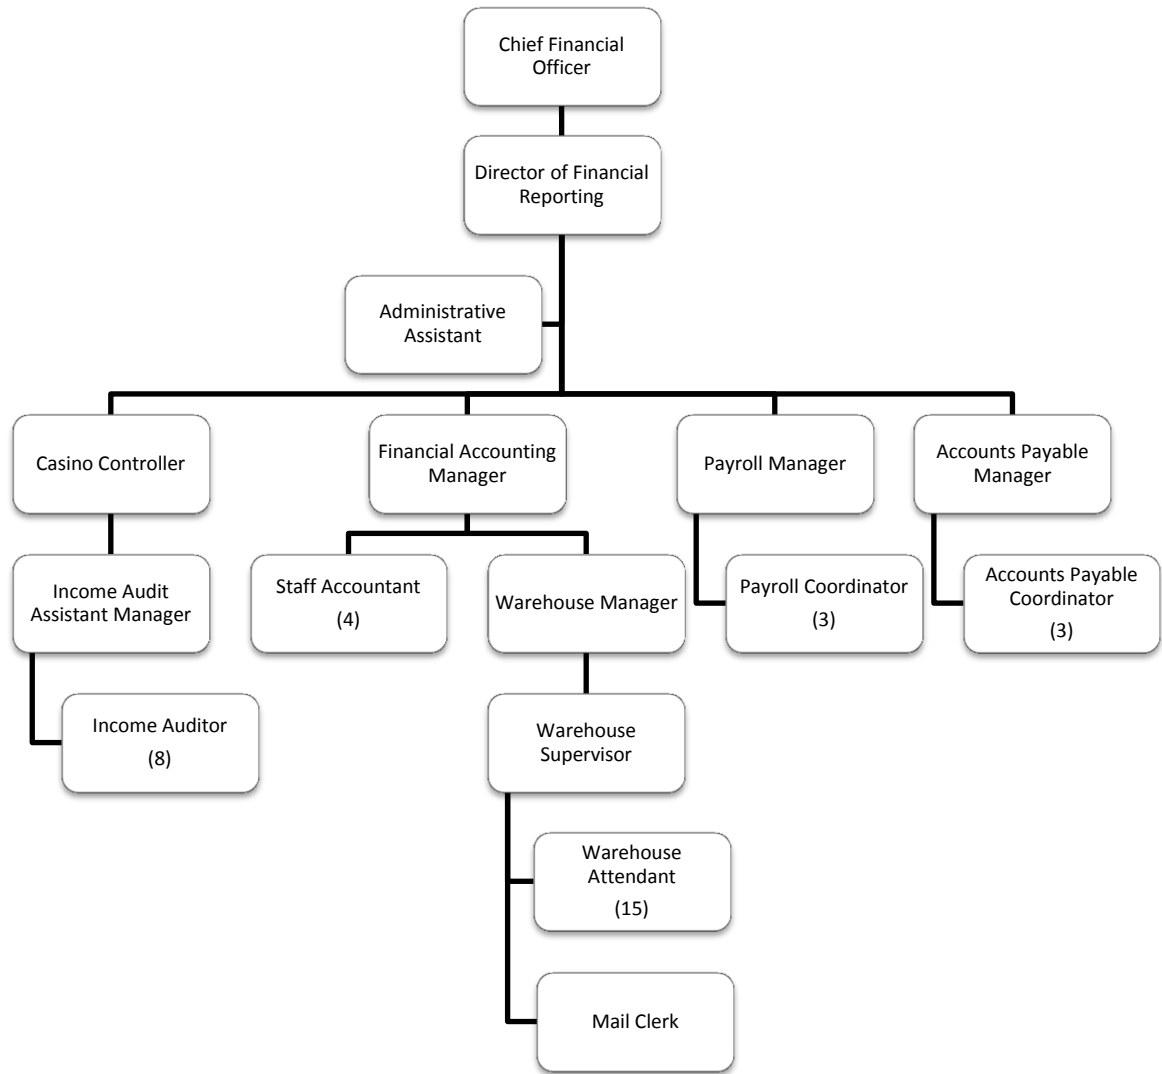 Chief Financial
Officer
Director of Financial
Reporting
Administrative
Assistant
Casino Controller
Financial Accounting
Manager
Payroll Manager
Accounts Payable
Manager
Income Audit
Assistant Manager
Staff Accountant
(4)
Warehouse Manager
Payroll Coordinator
(3)
Accounts Payable
Coordinator
(3)
Income Auditor
(8)
Warehouse
Supervisor
Warehouse
Attendant
(15)
Mail Clerk